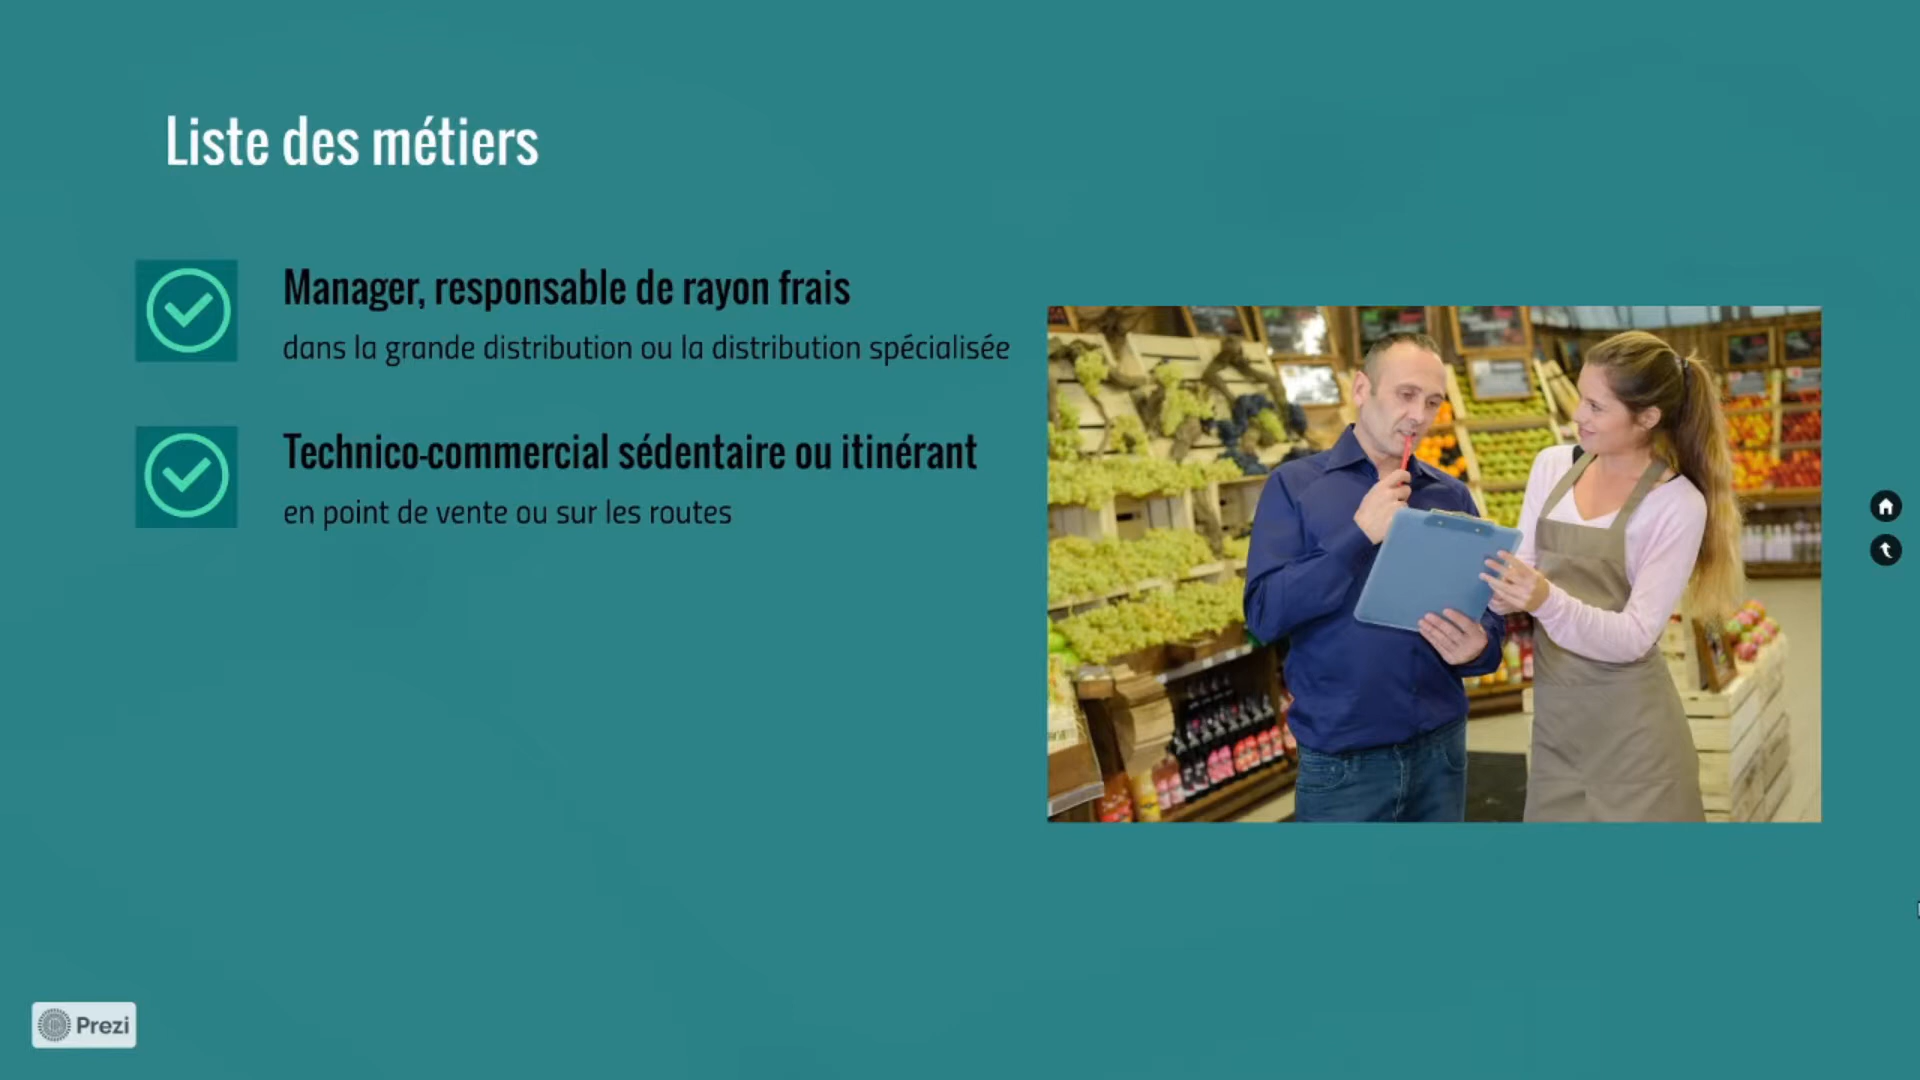 Liste des métiers
Manager, responsable de rayon frais
dans la grande distribution ou la distribution spécialisée
Technico-commercial sédentaire ou itinérant
en point de vente ou sur les routes
Prezi